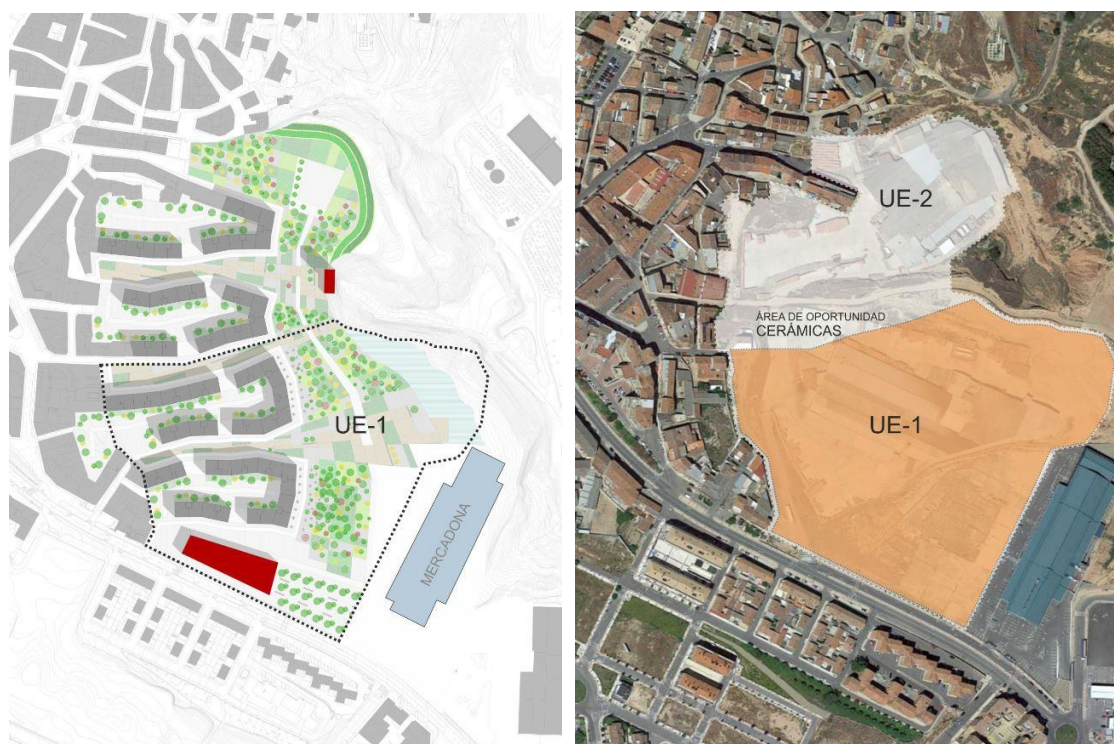 UE-1
MERCADONA
UE-2
ÁREA DE OPORTUNIDAD
CERÁMICAS
UE-1